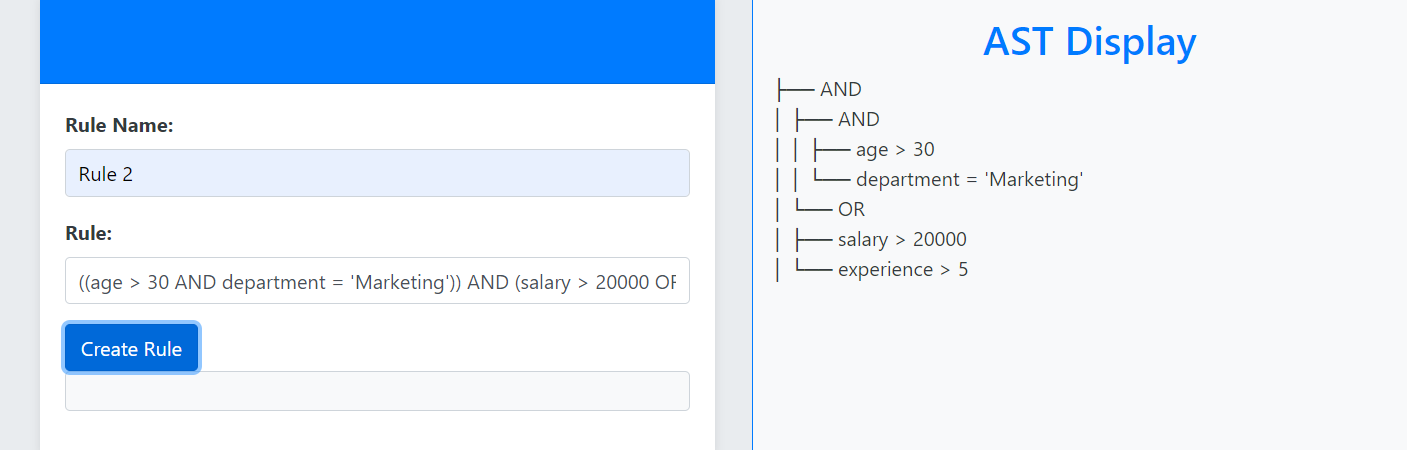 Rule Name:
Rule 2
Rule:
((age > 30 AND department = 'Marketing')) AND (salary > 20000 OR
Create Rule
AST Display
├── AND
│ ├── AND
│ │ ├── age > 30
│ │ └── department = 'Marketing'
│ └── OR
│ ├── salary > 20000
│ └── experience > 5